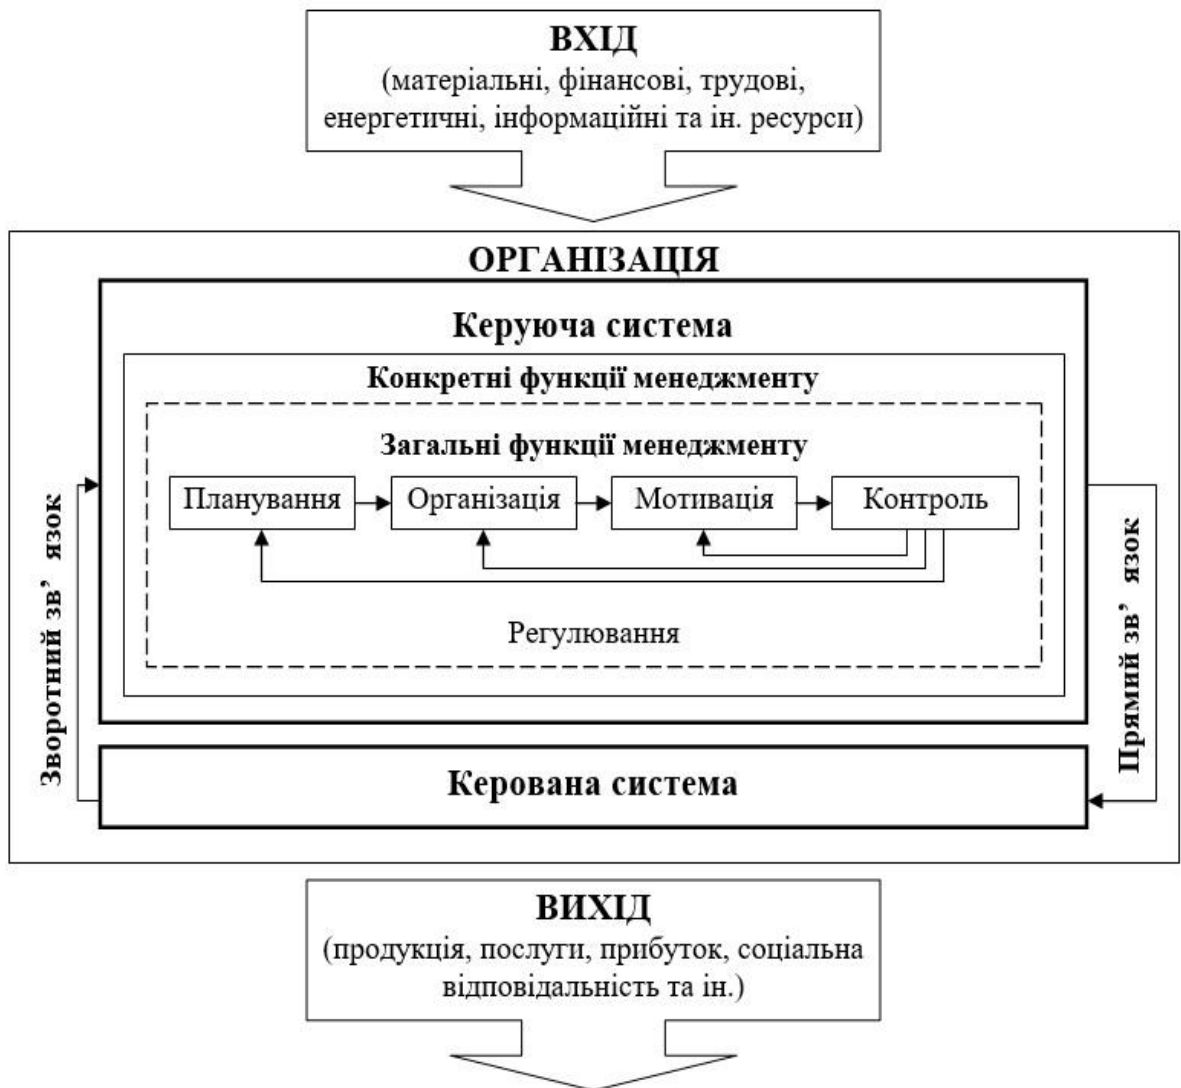 ВХІД
(матеріальні, фінансові, трудові,
енергетичні, інформаційні та ін. ресурси)
ОРГАНІЗАЦІЯ
Керуюча система
Конкретні функції менеджменту
Загальні функції менеджменту
Планування
Організація
Мотивація
Контроль
Регулювання
Зворотний зв’ язок
Прямий зв’ язок
Керована система
ВИХІД
(продукція, послуги, прибуток, соціальна
відповідальність та ін.)